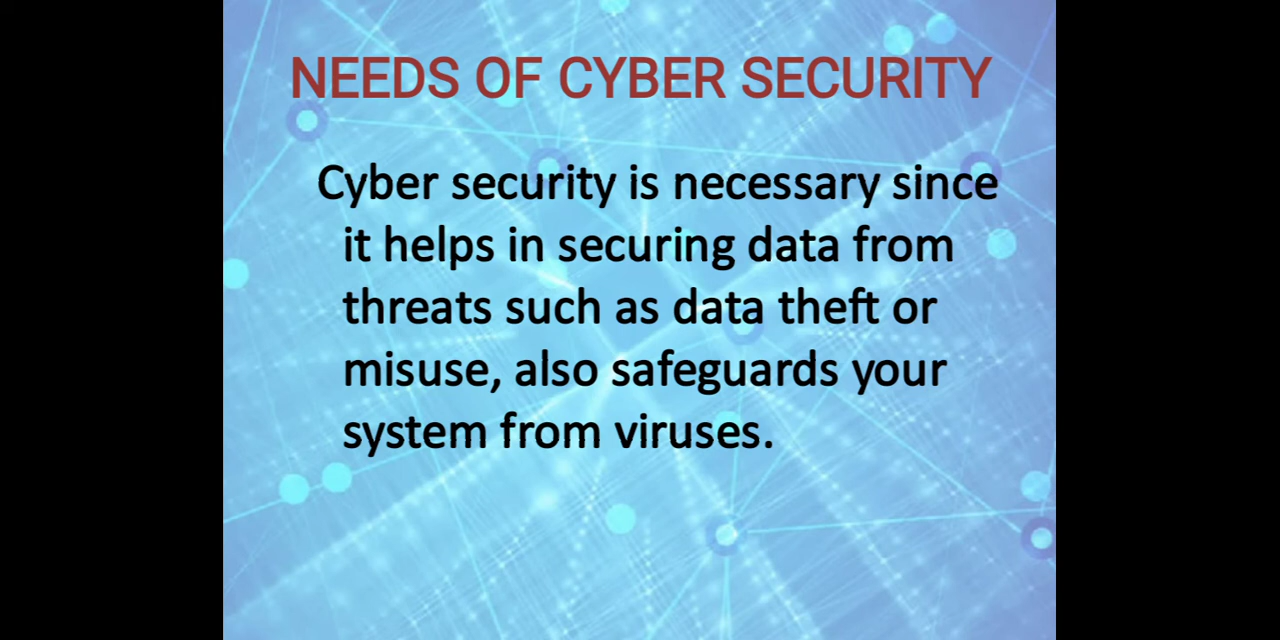 NEEDS OF CYBER SECURITY
Cyber security is necessary since
it helps in securing data from
threats such as data theft or
misuse, also safeguards your
system from viruses.